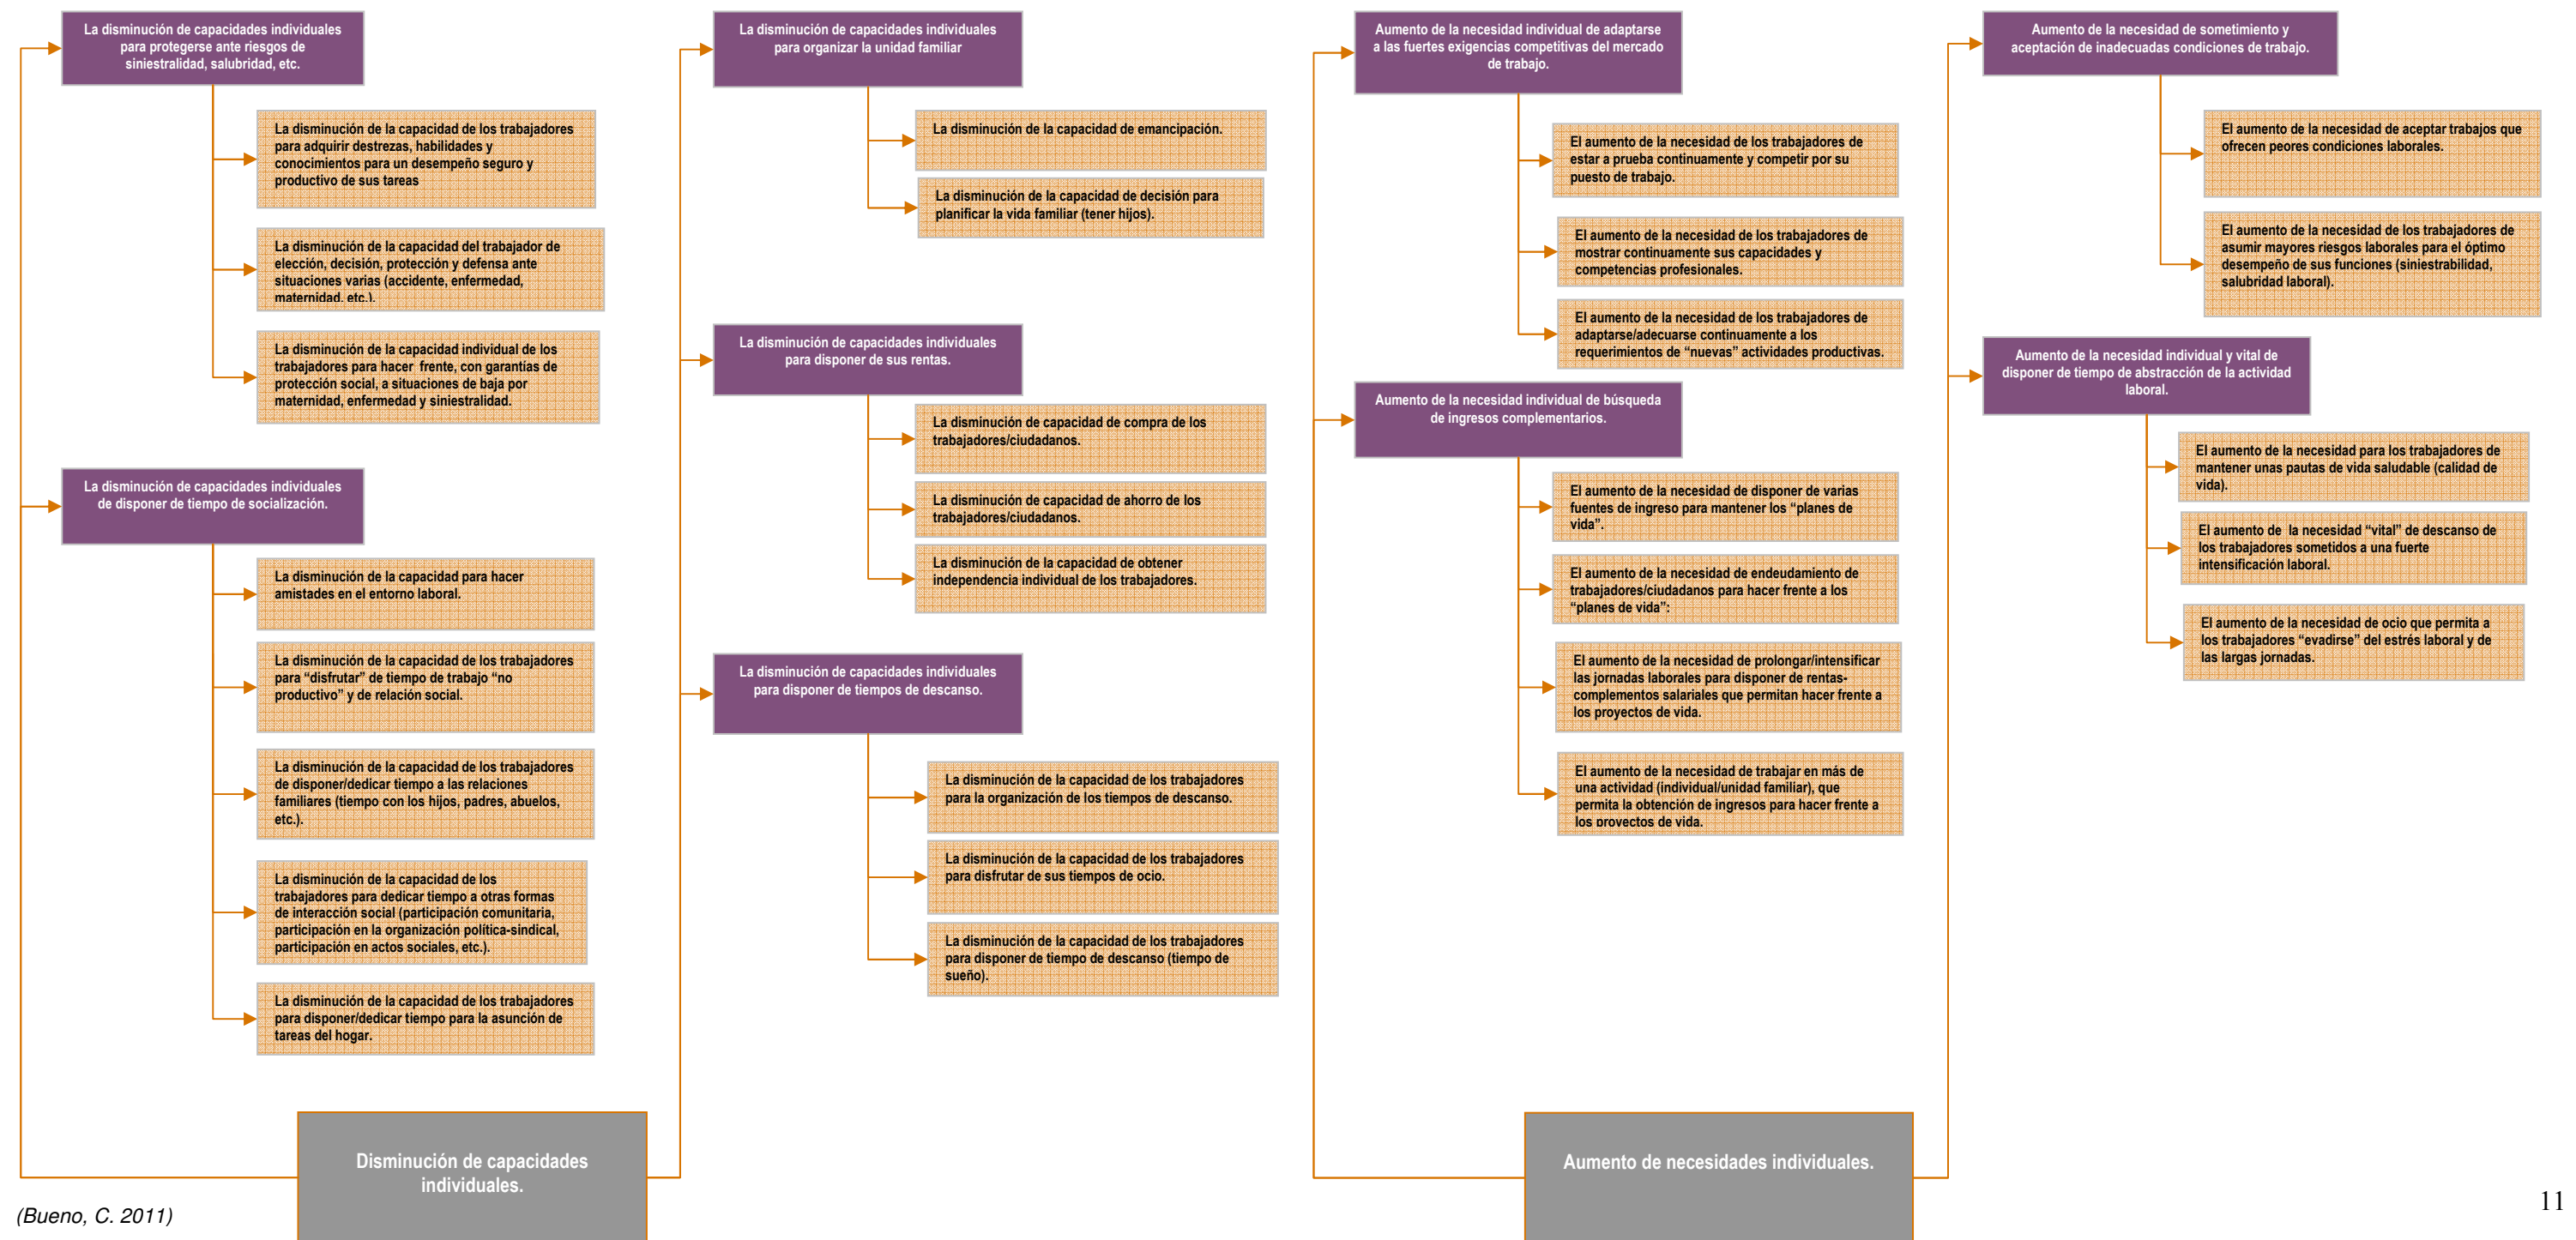 La disminución de capacidades individuales
para protegerse ante riesgos de
siniestralidad, salubridad, etc.
La disminución de la capacidad de los trabajadores
para adquirir destrezas, habilidades y
conocimientos para un desempeño seguro y
productivo de sus tareas
La disminución de la capacidad del trabajador de
elección, decisión, protección y defensa ante
situaciones varias (accidente, enfermedad,
maternidad, etc.).
La disminución de la capacidad individual de los
trabajadores para hacer frente, con garantías de
protección social, a situaciones de baja por
maternidad, enfermedad y siniestralidad.
La disminución de capacidades individuales
de disponer de tiempo de socialización.
La disminución de la capacidad para hacer
amistades en el entorno laboral.
La disminución de la capacidad de los trabajadores
para “disfrutar” de tiempo de trabajo “no
productivo” y de relación social.
La disminución de la capacidad de los trabajadores
de disponer/dedicar tiempo a las relaciones
familiares (tiempo con los hijos, padres, abuelos,
etc.).
La disminución de la capacidad de los
trabajadores para dedicar tiempo a otras formas
de interacción social (participación comunitaria,
participación en la organización política-sindical,
participación en actos sociales, etc.).
La disminución de la capacidad de los trabajadores
para disponer/dedicar tiempo para la asunción de
tareas del hogar.
Disminución de capacidades
individuales.
La disminución de capacidades individuales
para organizar la unidad familiar
La disminución de la capacidad de emancipación.
La disminución de la capacidad de decisión para
planificar la vida familiar (tener hijos).
La disminución de capacidades individuales
para disponer de sus rentas.
La disminución de capacidad de compra de los
trabajadores/ciudadanos.
La disminución de capacidad de ahorro de los
trabajadores/ciudadanos.
La disminución de la capacidad de obtener
independencia individual de los trabajadores.
La disminución de capacidades individuales
para disponer de tiempos de descanso.
La disminución de la capacidad de los trabajadores
para la organización de los tiempos de descanso.
La disminución de la capacidad de los trabajadores
para disfrutar de sus tiempos de ocio.
La disminución de la capacidad de los trabajadores
para disponer de tiempo de descanso (tiempo de
sueño).
Aumento de la necesidad individual de adaptarse
a las fuertes exigencias competitivas del mercado
de trabajo.
El aumento de la necesidad de los trabajadores de
estar a prueba continuamente y competir por su
puesto de trabajo.
El aumento de la necesidad de los trabajadores de
mostrar continuamente sus capacidades y
competencias profesionales.
El aumento de la necesidad de los trabajadores de
adaptarse/adecuarse continuamente a los
requerimientos de “nuevas” actividades productivas.
Aumento de la necesidad individual de búsqueda
de ingresos complementarios.
El aumento de la necesidad de disponer de varias
fuentes de ingreso para mantener los “planes de
vida”.
El aumento de la necesidad de endeudamiento de
trabajadores/ciudadanos para hacer frente a los
“planes de vida”:
El aumento de la necesidad de prolongar/intensificar
las jornadas laborales para disponer de rentas-
complementos salariales que permitan hacer frente a
los proyectos de vida.
El aumento de la necesidad de trabajar en más de
una actividad (individual/unidad familiar), que
permita la obtención de ingresos para hacer frente a
los proyectos de vida.
Aumento de necesidades individuales.
Aumento de la necesidad de sometimiento y
aceptación de inadecuadas condiciones de trabajo.
El aumento de la necesidad de aceptar trabajos que
ofrecen peores condiciones laborales.
El aumento de la necesidad de los trabajadores de
asumir mayores riesgos laborales para el óptimo
desempeño de sus funciones (siniestrabilidad,
salubridad laboral).
Aumento de la necesidad individual y vital de
disponer de tiempo de abstracción de la actividad
laboral.
El aumento de la necesidad para los trabajadores de
mantener unas pautas de vida saludable (calidad de
vida).
El aumento de la necesidad “vital” de descanso de
los trabajadores sometidos a una fuerte
intensificación laboral.
El aumento de la necesidad de ocio que permita a
los trabajadores “evadirse” del estrés laboral y de
las largas jornadas.
(Bueno, C. 2011)
11